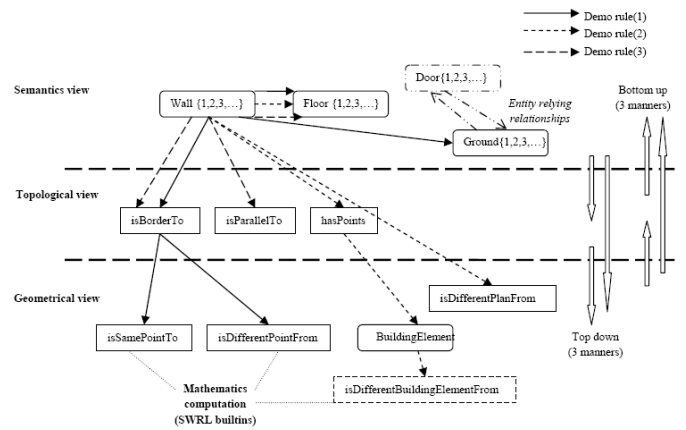 Demo rule(1)
Demo rule(2)
Demo rule(3)
Semantics view
Door{1,2,3,…}
Bottom up
(3 manners)
Wall {1,2,3,…}
Floor {1,2,3,…}
Entity relying
relationships
Ground{1,2,3,…}
Topological view
isBorderTo
isParallelTo
hasPoints
Geometrical view
isDifferentPlanFrom
isSamePointTo
isDifferentPointFrom
BuildingElement
Top down
(3 manners)
Mathematics
computation
(SWRL builtins)
isDifferentBuildingElementFrom